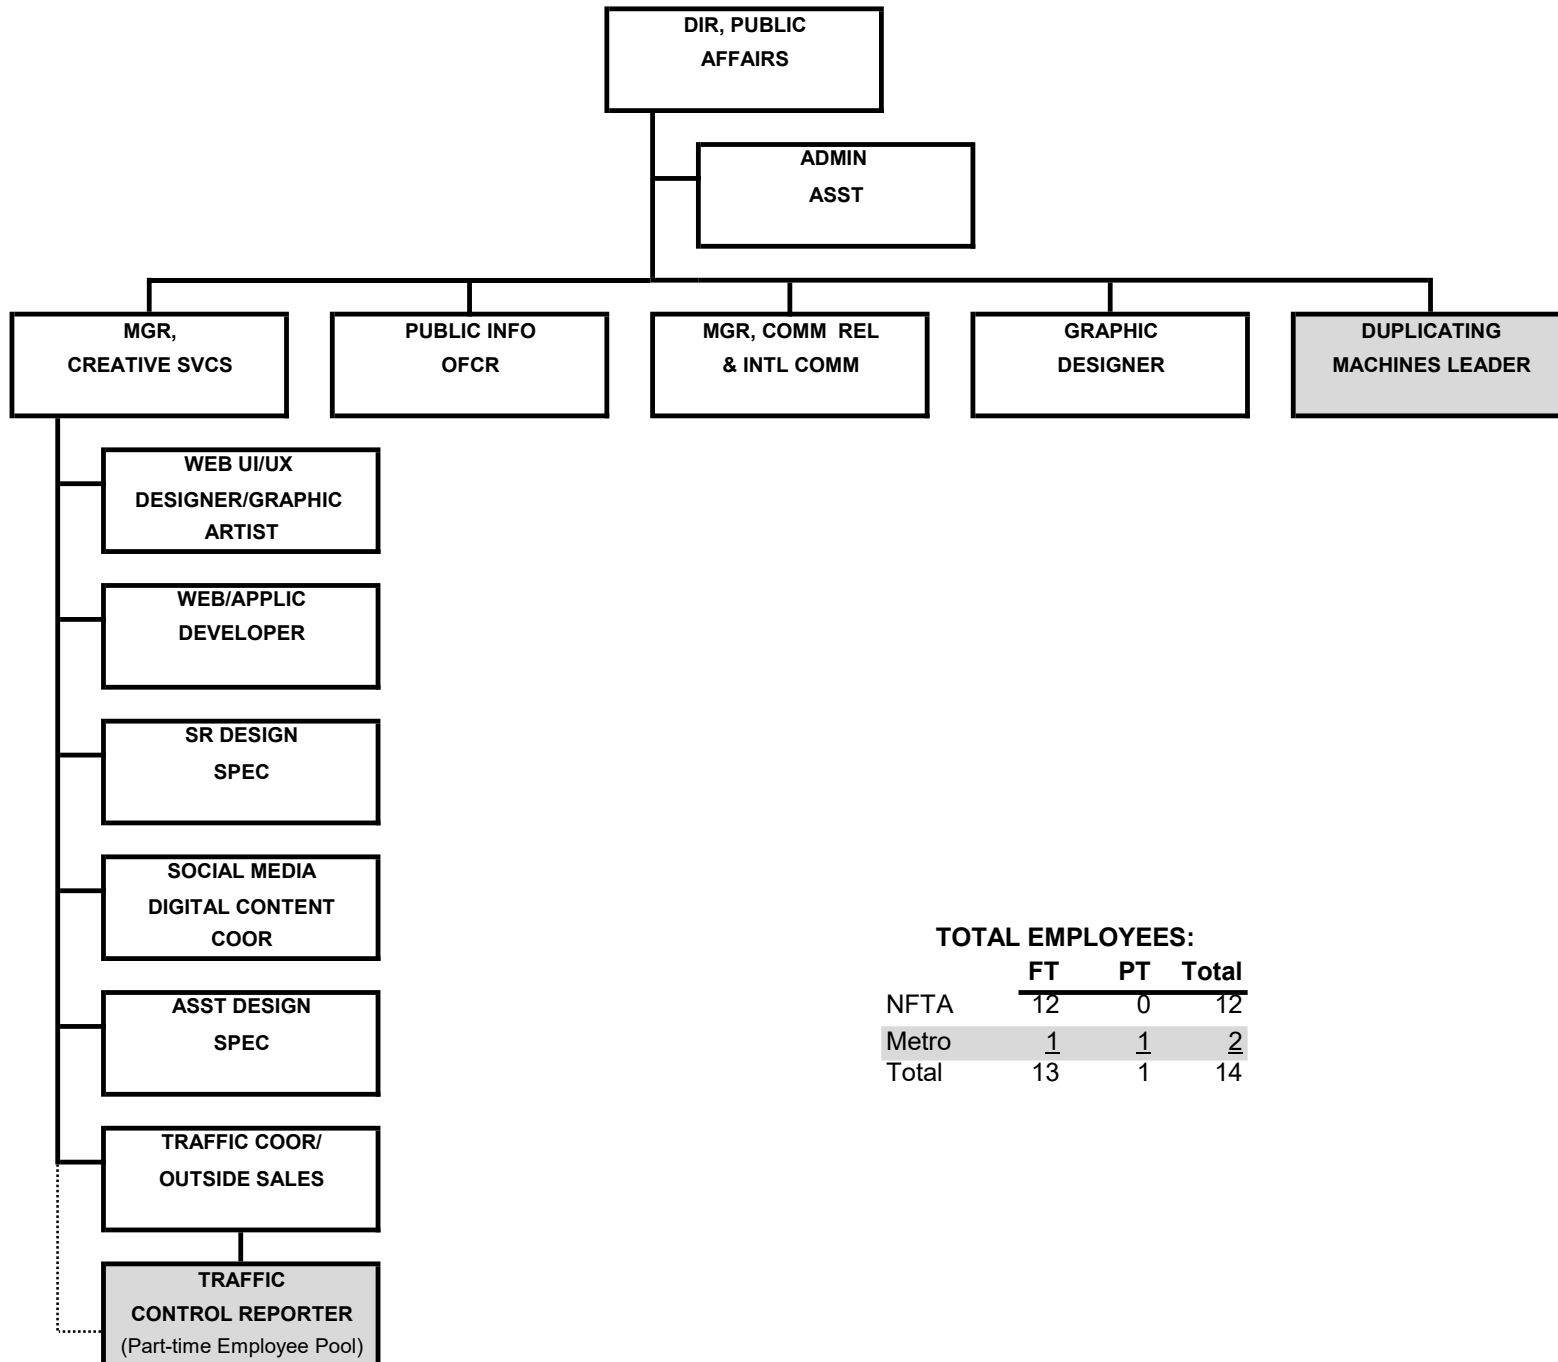 DIR, PUBLIC
AFFAIRS
ADMIN
ASST
MGR,
CREATIVE SVCS
PUBLIC INFO
OFCR
MGR, COMM REL
& INTL COMM
GRAPHIC
DESIGNER
DUPLICATING
MACHINES LEADER
WEB UI/UX
DESIGNER/GRAPHIC
ARTIST
WEB/APPLIC
DEVELOPER
SR DESIGN
SPEC
SOCIAL MEDIA
DIGITAL CONTENT
COOR
ASST DESIGN
SPEC
TRAFFIC COOR/
OUTSIDE SALES
TRAFFIC
CONTROL REPORTER
(Part-time Employee Pool)
TOTAL EMPLOYEES:
FT PT Total
NFTA 12 0 12
Metro 1 1 2
Total 13 1 14